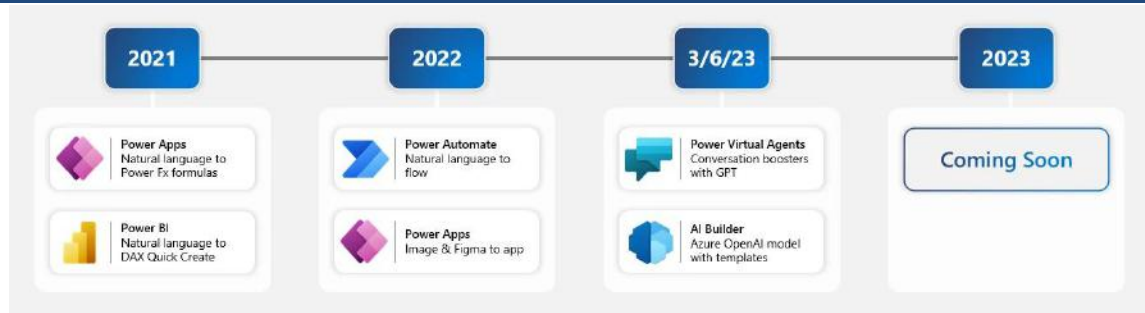 2021
2022
3/6/23
2023
Power Apps
Natural language to
Power Fx formulas
Power BI
Natural language to
DAX Quick Create
Power Automate
Natural language to
flow
Power Apps
Image & Figma to app
Power Virtual Agents
Conversation boosters
with GPT
AI Builder
Azure OpenAI model
with templates
Coming Soon